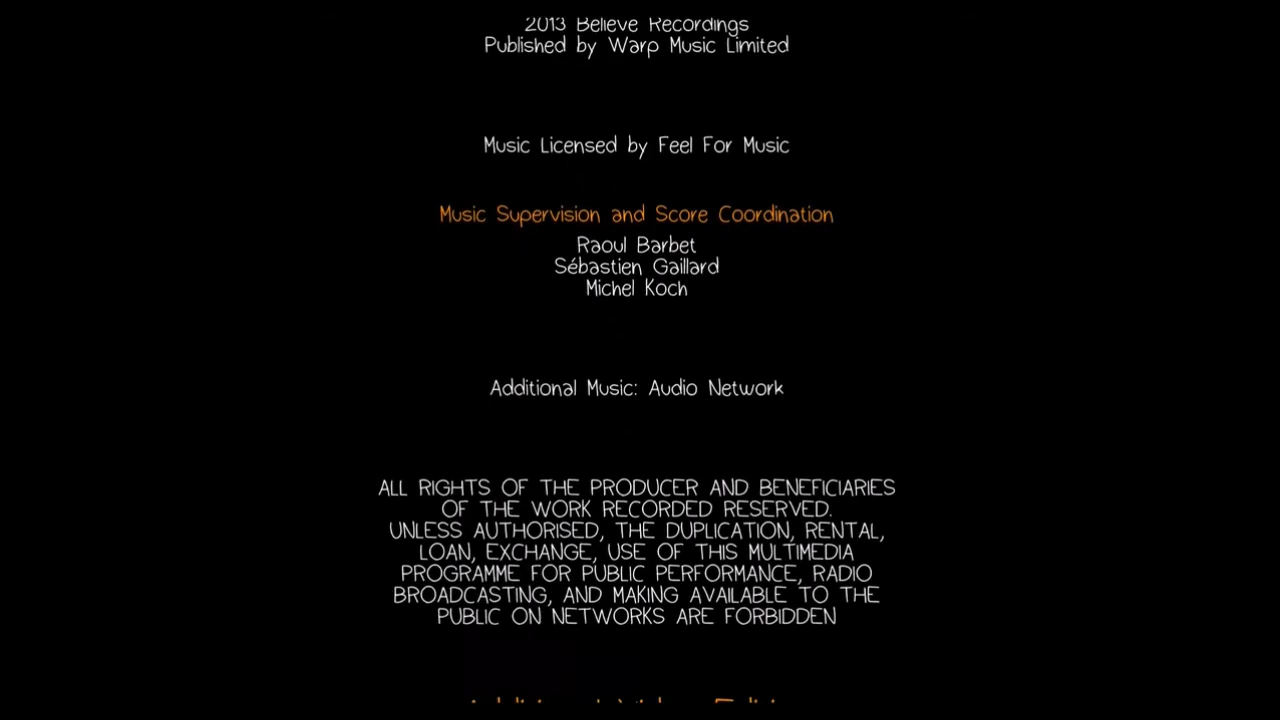 2013 Believe Recordings
Published by Warp Music Limited
Music Licensed by Feel For Music
Music Supervision and Score Coordination
Raoul Barbet
Sébastien Gaillard
Michel Koch
Additional Music: Audio Network
ALL RIGHTS OF THE PRODUCER AND BENEFICIARIES
OF THE WORK RECORDED RESERVED.
UNLESS AUTHORISED, THE DUPLICATION, RENTAL,
LOAN, EXCHANGE, USE OF THIS MULTIMEDIA
PROGRAMME FOR PUBLIC PERFORMANCE, RADIO
BROADCASTING, AND MAKING AVAILABLE TO THE
PUBLIC ON NETWORKS ARE FORBIDDEN